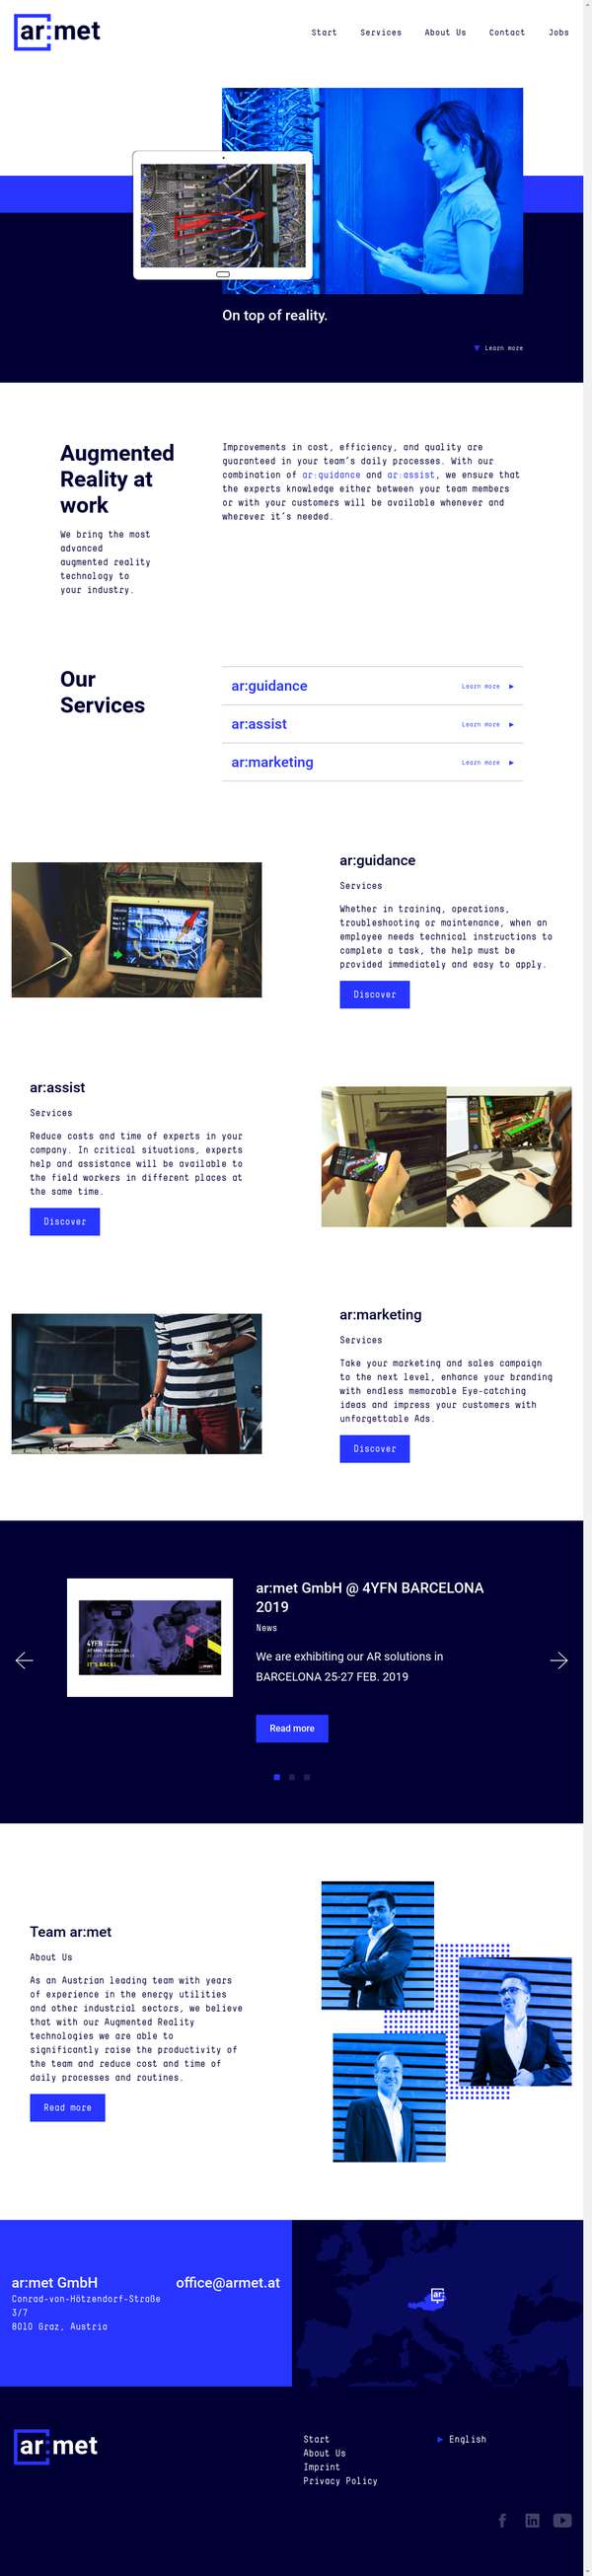 ar:met
Start Services About Us Contact Jobs
On top of reality.
Learn more
Augmented
Reality at
work
We bring the most
advanced
augmented reality
technology to
your industry.
Improvements in cost, efficiency, and quality are
guaranteed in your team's daily processes. With our
combination of ar:guidance and ar:assist, we ensure that
the experts knowledge either between your team members
or with your customers will be available whenever and
wherever it's needed.
Our
Services
ar:guidance Learn more
ar:assist Learn more
ar:marketing Learn more
ar:guidance
Services
Whether in training, operations,
troubleshooting or maintenance, when an
employee needs technical instructions to
complete a task, the help must be
provided immediately and easy to apply.
Discover
ar:assist
Services
Reduce costs and time of experts in your
company. In critical situations, experts
help and assistance will be available to
the field workers in different places at
the same time.
Discover
ar:marketing
Services
Take your marketing and sales campaign
to the next level, enhance your branding
with endless memorable Eye-catching
ideas and impress your customers with
unforgettable Ads.
Discover
4YFN
IT'S BACK!
ar:met GmbH @ 4YFN BARCELONA
2019
News
We are exhibiting our AR solutions in
BARCELONA 25-27 FEB. 2019
Read more
Team ar:met
About Us
As an Austrian leading team with years
of experience in the energy utilities
and other industrial sectors, we believe
that with our Augmented Reality
technologies we are able to
significantly raise the productivity of
the team and reduce cost and time of
daily processes and routines.
Read more
ar:met GmbH office@armet.at
Conrad-von-Hötzendorf-Straße
3/7
8010 Graz, Austria
ar:
ar:met
Start
About Us
Imprint
Privacy Policy
English